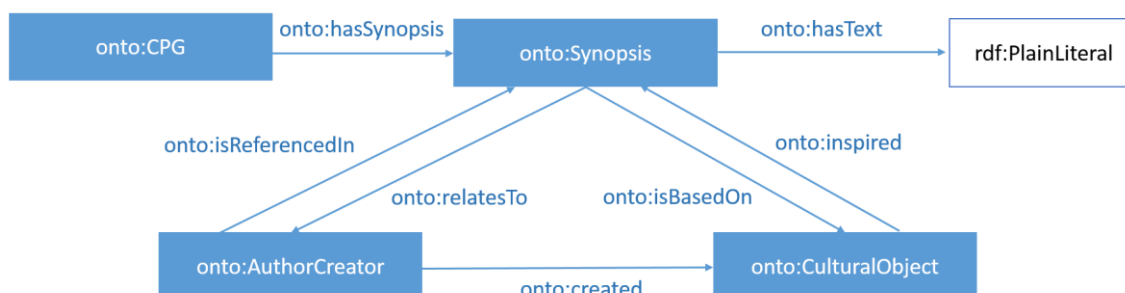 onto:CPG
onto:hasSynopsis
onto:Synopsis
onto:hasText
rdf:PlainLiteral
onto:isReferencedIn
onto:inspired
onto:relatesTo
onto:isBasedOn
onto:AuthorCreator
onto:CulturalObject
onto:created